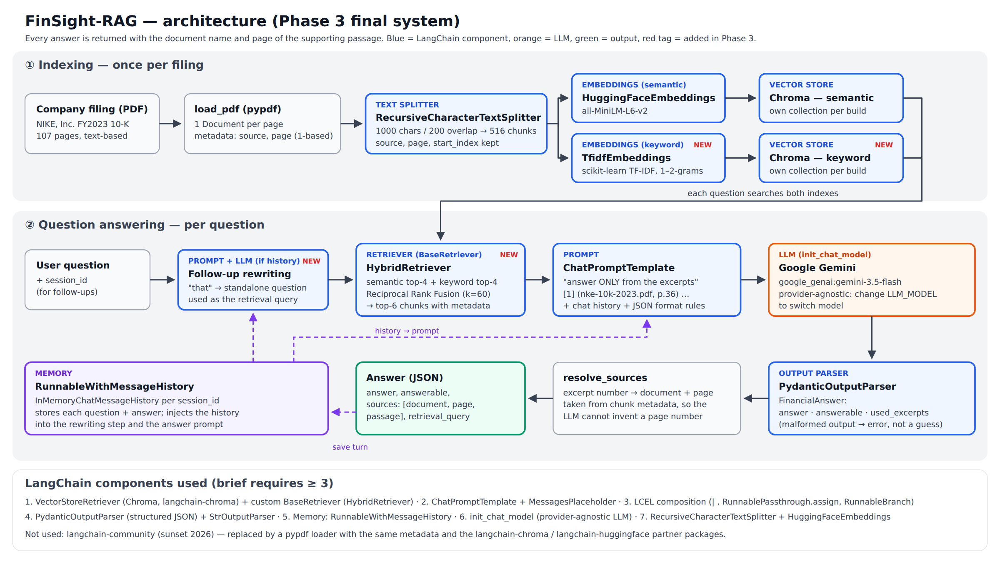 FinSight-RAG — architecture (Phase 3 final system)
Every answer is returned with the document name and page of the supporting passage. Blue = LangChain component, orange = LLM, green = output, red tag = added in Phase 3.
① Indexing — once per filing
Company filing (PDF)
NIKE, Inc. FY2023 10-K
107 pages, text-based
load_pdf (pypdf)
1 Document per page
metadata: source, page (1-based)
TEXT SPLITTER
RecursiveCharacterTextSplitter
1000 chars / 200 overlap → 516 chunks
source, page, start_index kept
EMBEDDINGS (semantic)
HuggingFaceEmbeddings
all-MiniLM-L6-v2
VECTOR STORE
Chroma — semantic
own collection per build
EMBEDDINGS (keyword) NEW
TfidfEmbeddings
scikit-learn TF-IDF, 1–2-grams
VECTOR STORE NEW
Chroma — keyword
own collection per build
each question searches both indexes
② Question answering — per question
User question
+ session_id
(for follow-ups)
PROMPT + LLM (if history) NEW
Follow-up rewriting
"that" → standalone question
used as the retrieval query
RETRIEVER (BaseRetriever) NEW
HybridRetriever
semantic top-4 + keyword top-4
Reciprocal Rank Fusion (k=60)
→ top-6 chunks with metadata
PROMPT
ChatPromptTemplate
"answer ONLY from the excerpts"
[1] (nke-10k-2023.pdf, p.36) …
+ chat history + JSON format rules
LLM (init_chat_model)
Google Gemini
google_genai:gemini-3.5-flash
provider-agnostic: change LLM_MODEL
to switch model
history → prompt
MEMORY
RunnableWithMessageHistory
InMemoryChatMessageHistory per session_id
stores each question + answer; injects the history
into the rewriting step and the answer prompt
Answer (JSON)
answer, answerable,
sources: [document, page,
passage], retrieval_query
resolve_sources
excerpt number → document + page
taken from chunk metadata, so the
LLM cannot invent a page number
OUTPUT PARSER
PydanticOutputParser
FinancialAnswer:
answer · answerable · used_excerpts
(malformed output → error, not a guess)
save turn
LangChain components used (brief requires ≥ 3)
1. VectorStoreRetriever (Chroma, langchain-chroma) + custom BaseRetriever (HybridRetriever) · 2. ChatPromptTemplate + MessagesPlaceholder · 3. LCEL composition (| , RunnablePassthrough.assign, RunnableBranch)
4. PydanticOutputParser (structured JSON) + StrOutputParser · 5. Memory: RunnableWithMessageHistory · 6. init_chat_model (provider-agnostic LLM) · 7. RecursiveCharacterTextSplitter + HuggingFaceEmbeddings
Not used: langchain-community (sunset 2026) — replaced by a pypdf loader with the same metadata and the langchain-chroma / langchain-huggingface partner packages.